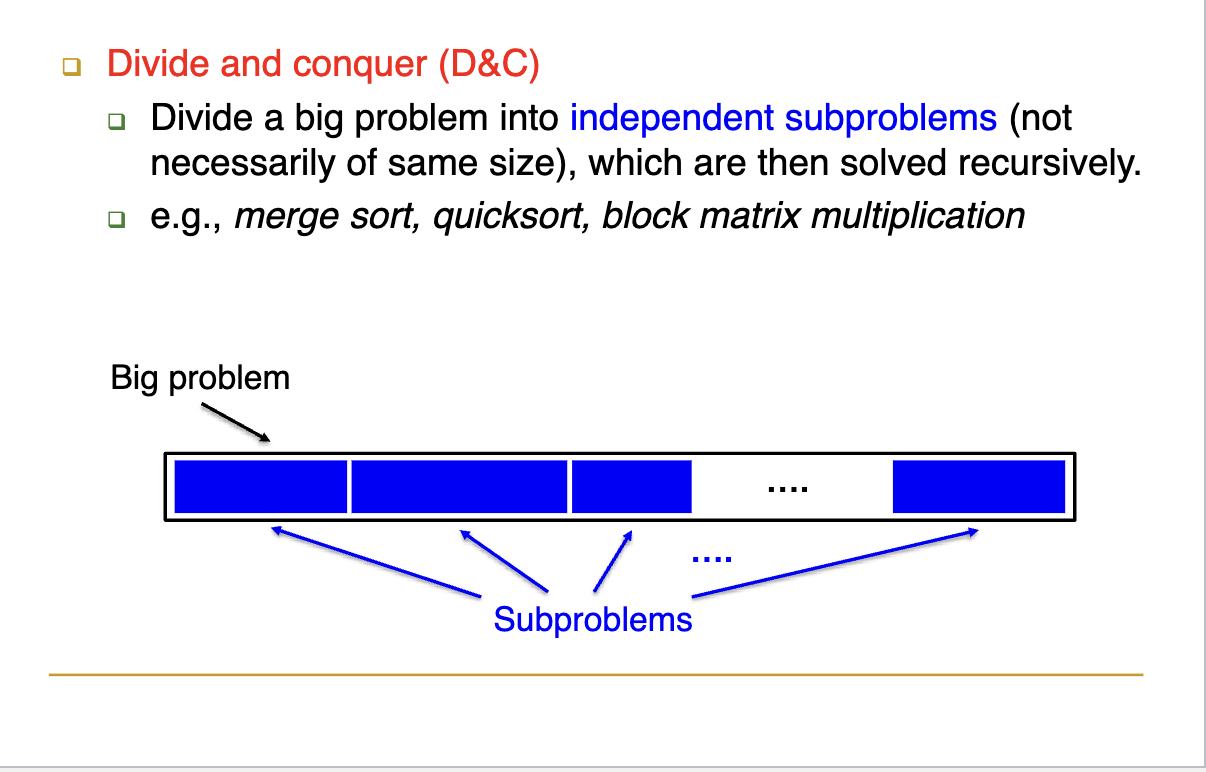 Divide and conquer (D&C)
Divide a big problem into independent subproblems (not
necessarily of same size), which are then solved recursively.
e.g., merge sort, quicksort, block matrix multiplication
Big problem
....
....
Subproblems